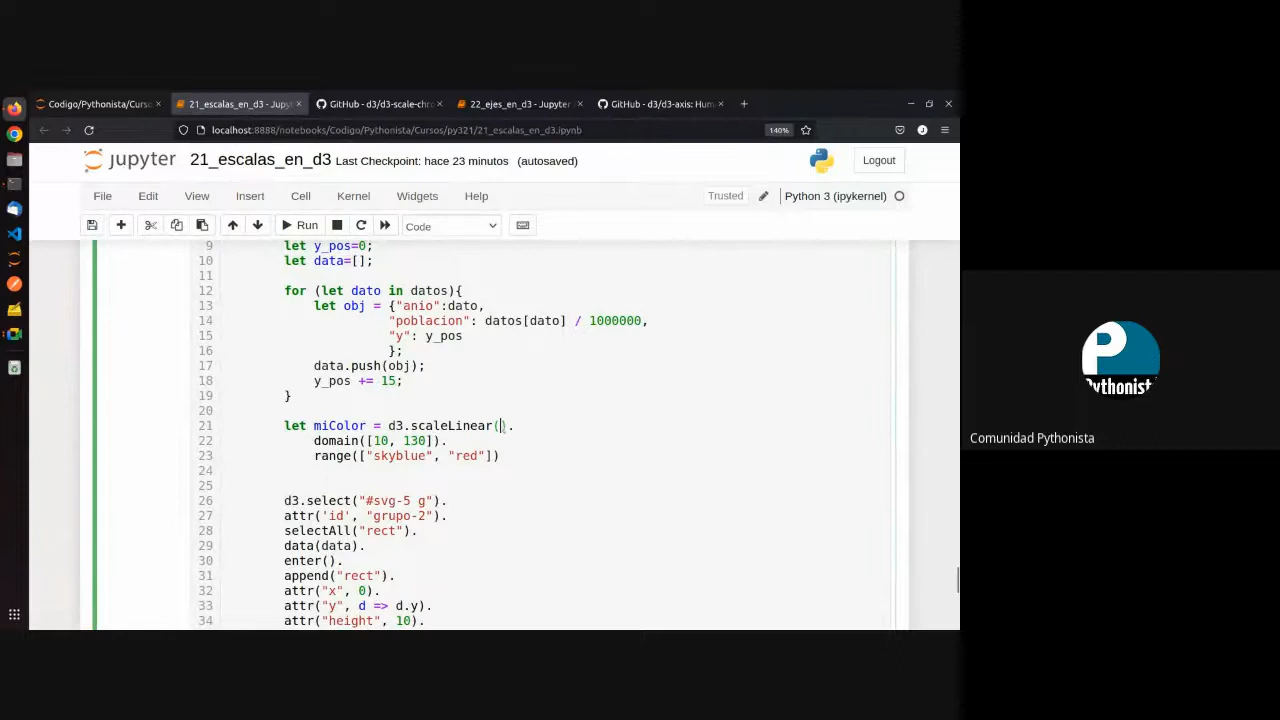 Codigo/Pythonista/Curs
21_escalas_en_d3 - Jupyt
GitHub - d3/d3-scale-chr
22_ejes_en_d3 - Jupyter
GitHub - d3/d3-axis: Hum
localhost:8888/notebooks/Codigo/Pythonista/Cursos/py321/21_escalas_en_d3.ipynb
140%
jupyter 21_escalas_en_d3 Last Checkpoint: hace 23 minutos (autosaved)
Logout
File Edit View Insert Cell Kernel Widgets Help
Trusted
Python 3 (ipykernel)
Run
Code
9 let y_pos=0;
10 let data=[];
11
12 for (let dato in datos){
13 let obj = {"anio":dato,
14 "poblacion": datos[dato] / 1000000,
15 "y": y_pos
16 };
17 data.push(obj);
18 y_pos += 15;
19 }
20
21 let miColor = d3.scaleLinear().
22 domain([10, 130]).
23 range(["skyblue", "red"])
24
25
26 d3.select("#svg-5 g").
27 attr('id', "grupo-2").
28 selectAll("rect").
29 data(data).
30 enter().
31 append("rect").
32 attr("x", 0).
33 attr("y", d => d.y).
34 attr("height", 10).
Pythonist
Comunidad Pythonista